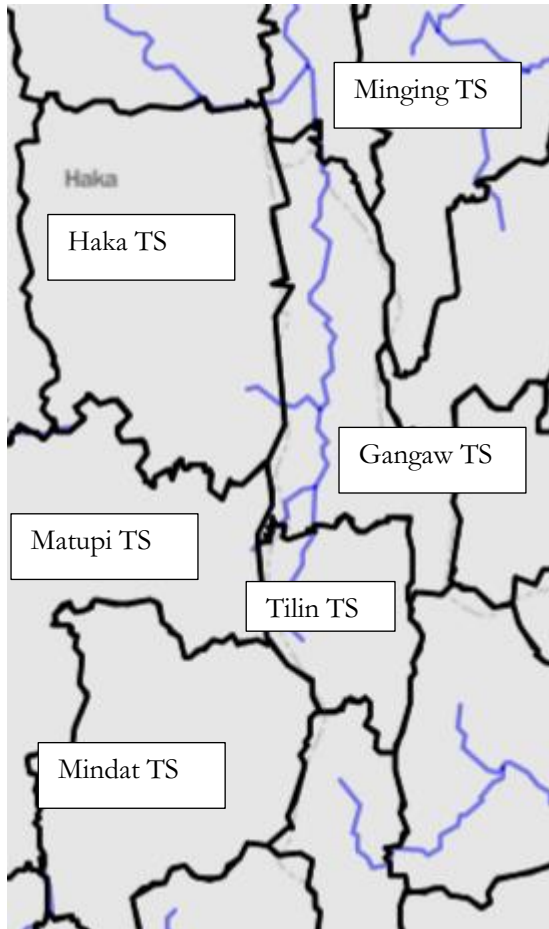 Minging TS
Haka
Haka TS
Gangaw TS
Matupi TS
Tilin TS
Mindat TS